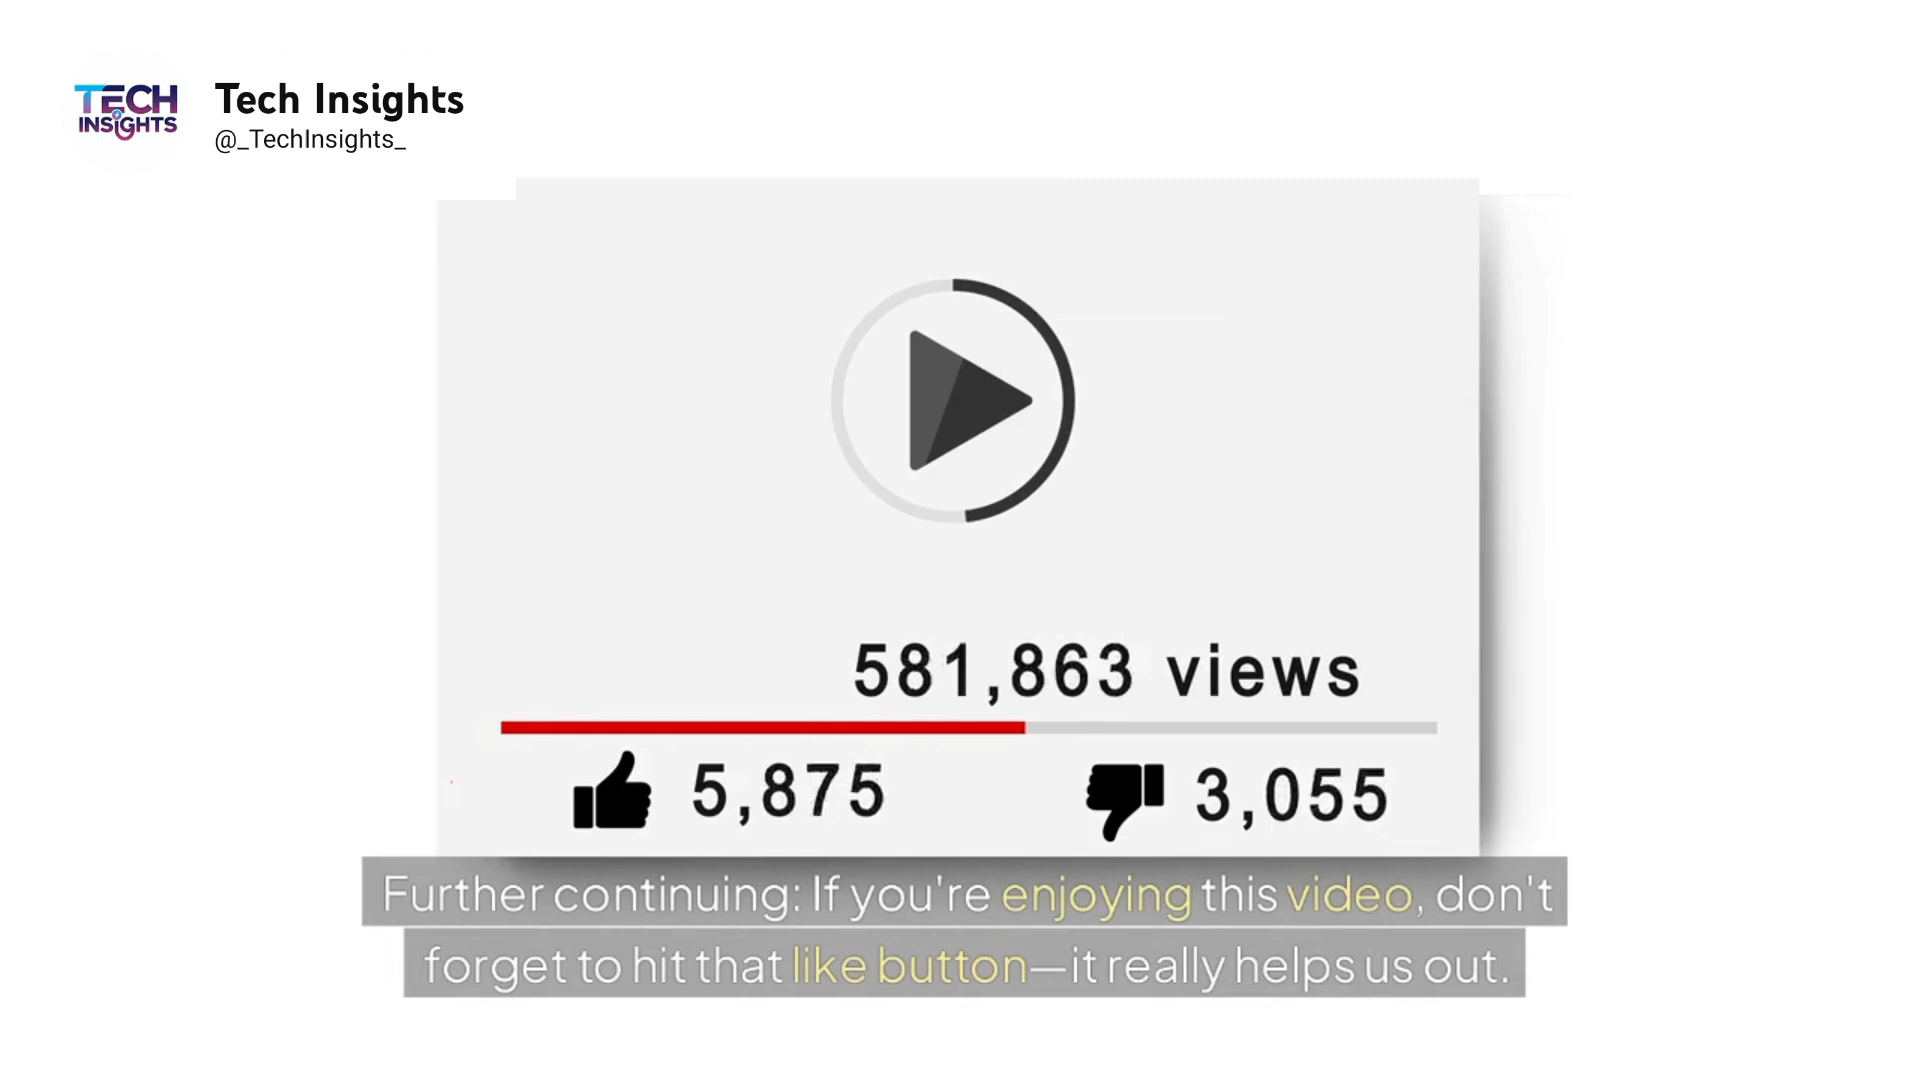 TECH
INSIGHTS
Tech Insights
@_TechInsights_
581,863 views
5,875
3,055
Further continuing: If you're enjoying this video, don't
forget to hit that like button—it really helps us out.